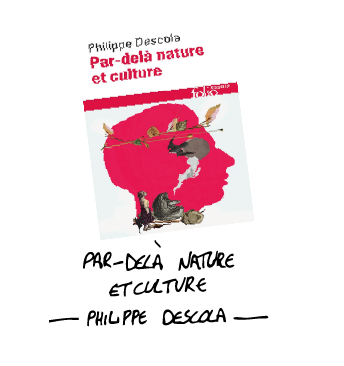 Philippe Descola
Par-delà nature
et culture
folio
PAR-DELÀ NATURE
ET CULTURE
— PHILIPPE DESCOLA —